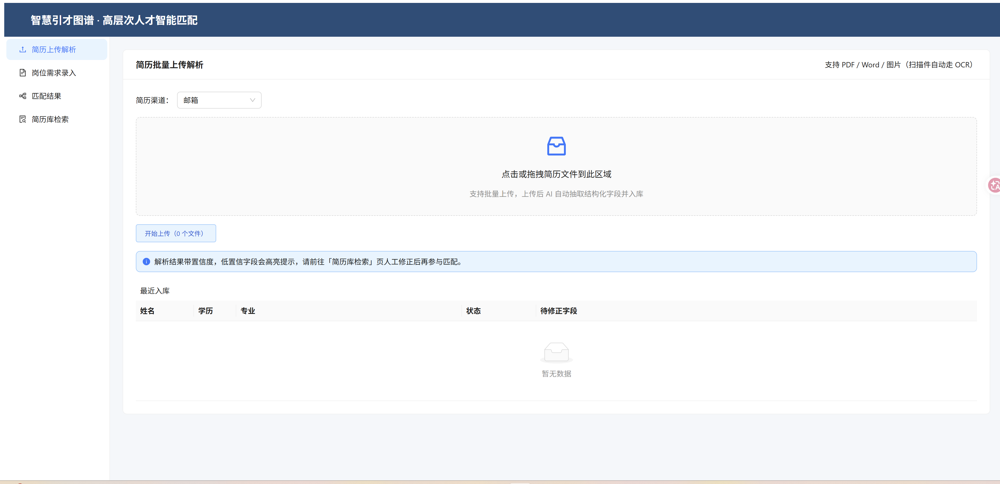 智慧引才图谱 · 高层次人才智能匹配
简历上传解析
岗位需求录入
匹配结果
简历库检索
简历批量上传解析
支持 PDF / Word / 图片（扫描件自动走 OCR）
简历渠道：
邮箱
点击或拖拽简历文件到此区域
支持批量上传，上传后 AI 自动抽取结构化字段并入库
开始上传（0 个文件）
解析结果带置信度，低置信字段会高亮提示，请前往「简历库检索」页人工修正后再参与匹配。
最近入库
姓名 学历 专业 状态 待修正字段
暂无数据